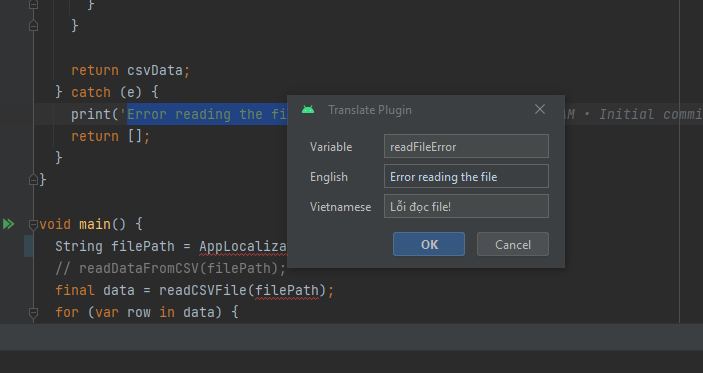 }
}
return csvData;
} catch (e) {
print('Error reading the fi
M • Initial commi
return [];
}
}
void main() {
String filePath = AppLocaliza
// readDataFromCSV(filePath);
final data = readCSVFile(filePath);
for (var row in data) {
Translate Plugin
Variable readFileError
English Error reading the file
Vietnamese Lỗi đọc file!
OK Cancel